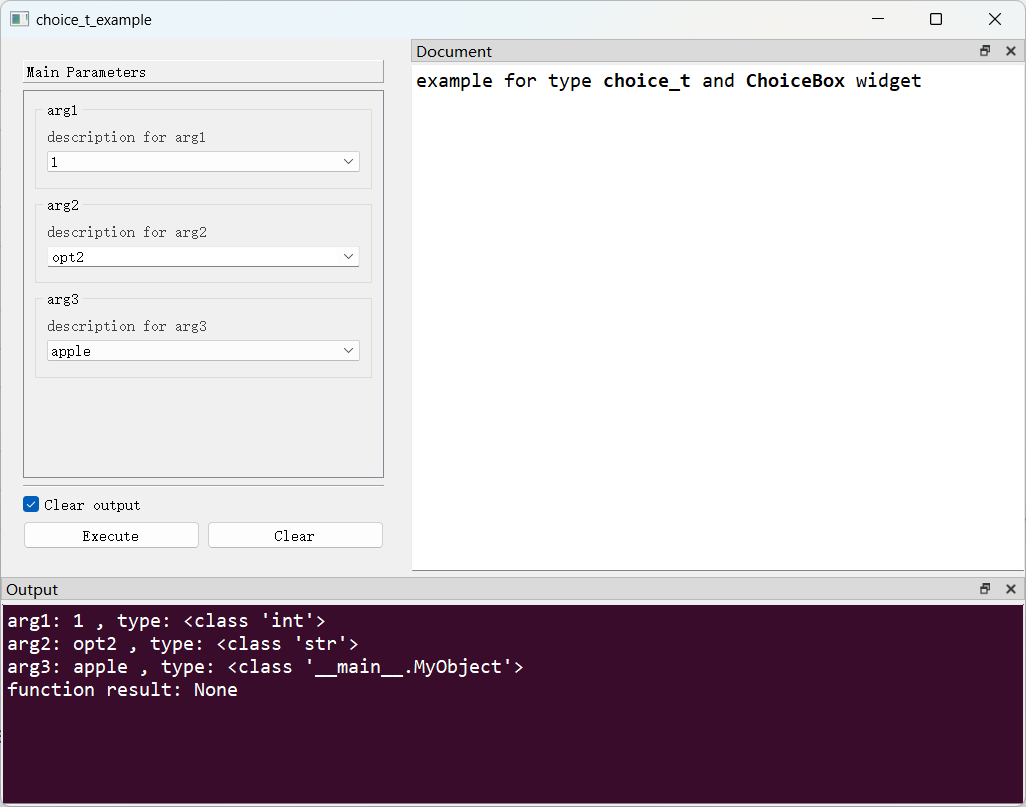 choice_t_example
Main Parameters
arg1
description for arg1
1
arg2
description for arg2
opt2
arg3
description for arg3
apple
Clear output
Execute
Clear
Document
example for type choice_t and ChoiceBox widget
Output
arg1: 1 , type: <class 'int'>
arg2: opt2 , type: <class 'str'>
arg3: apple , type: <class '__main__.MyObject'>
function result: None